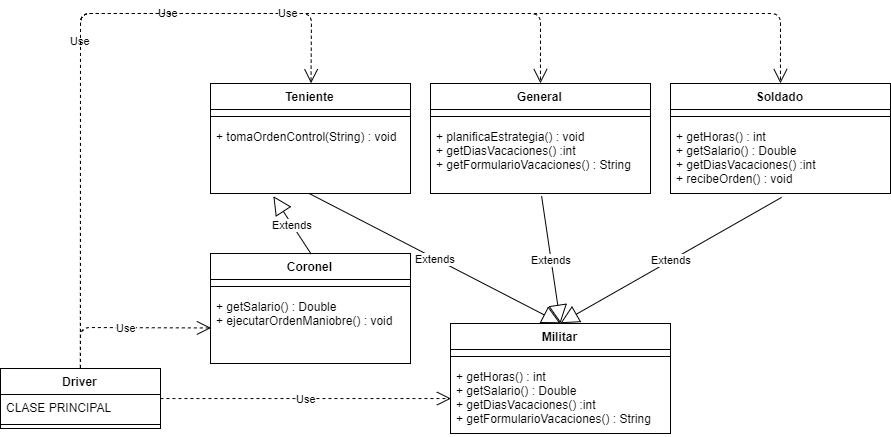 Use
Use
Use
Teniente
+ tomaOrdenControl(String) : void
General
+ planificaEstrategia() : void
+ getDiasVacaciones() :int
+ getFormularioVacaciones() : String
Soldado
+ getHoras() : int
+ getSalario() : Double
+ getDiasVacaciones() :int
+ recibeOrden() : void
Extends
Extends
Extends
Extends
Coronel
+ getSalario() : Double
+ ejecutarOrdenManiobre() : void
Use
Militar
+ getHoras() : int
+ getSalario() : Double
+ getDiasVacaciones() :int
+ getFormularioVacaciones() : String
Driver
CLASE PRINCIPAL
Use